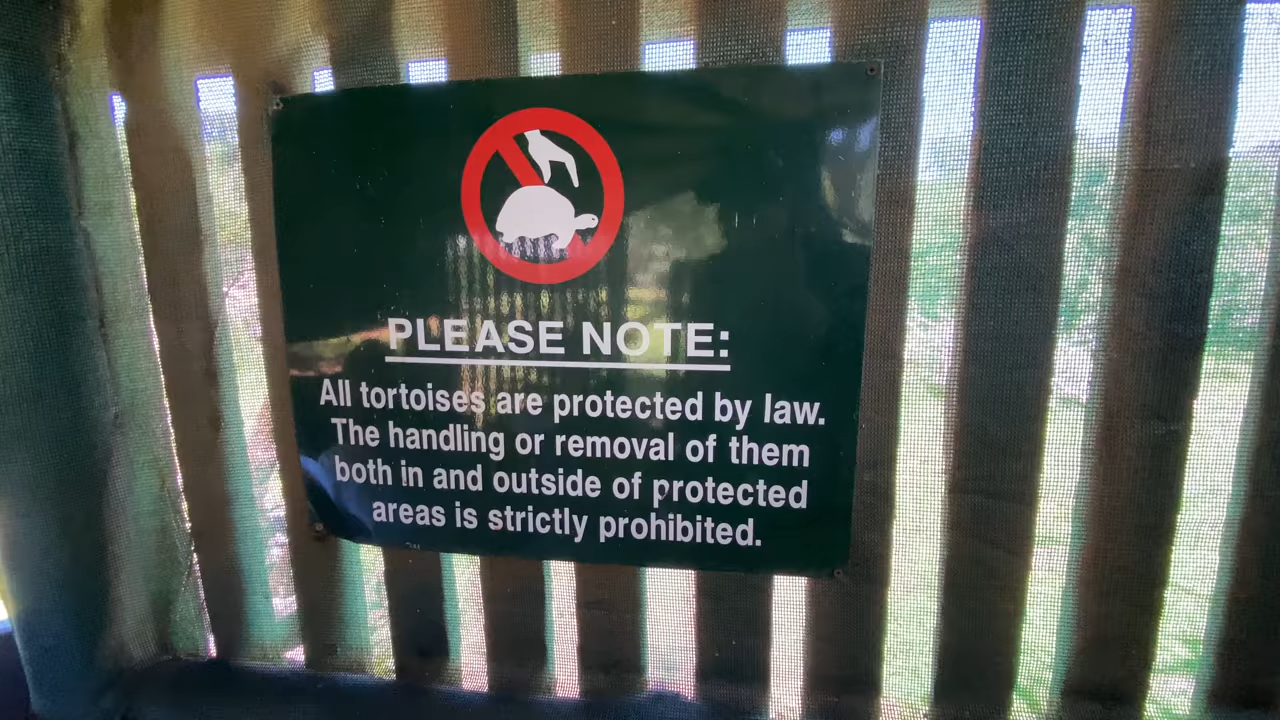 PLEASE NOTE:
All tortoises are protected by law.
The handling or removal of them
both in and outside of protected
areas is strictly prohibited.